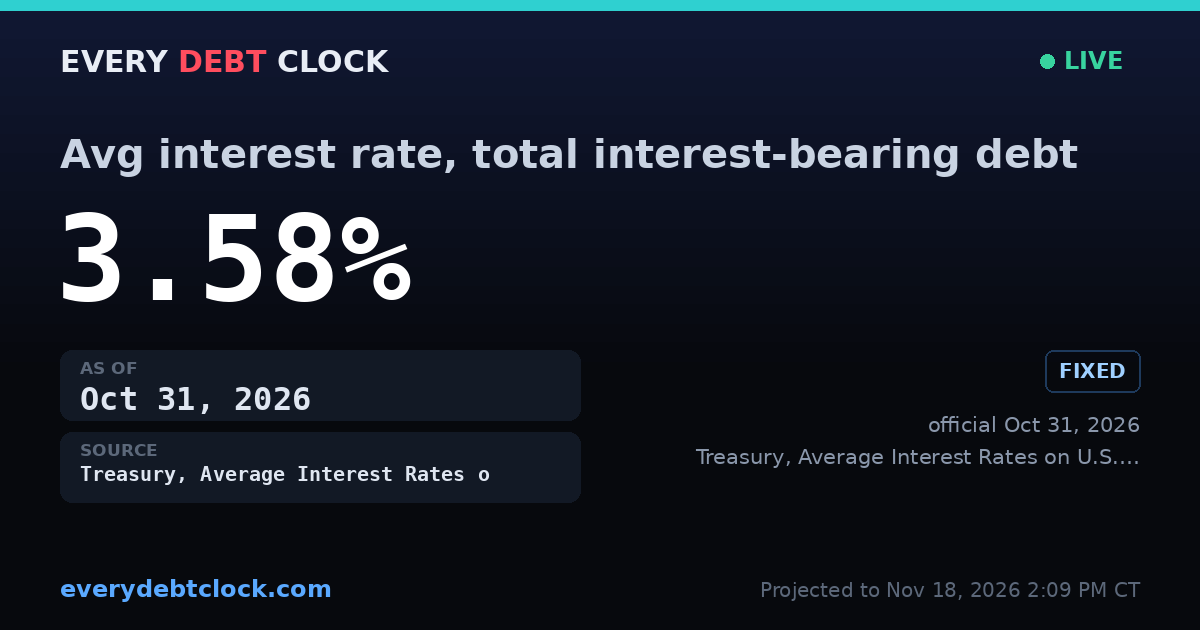 EVERY DEBT CLOCK
LIVE
Avg interest rate, total interest-bearing debt
3.58%
AS OF
Oct 31, 2026
SOURCE
Treasury, Average Interest Rates o
FIXED
official Oct 31, 2026
Treasury, Average Interest Rates on U.S....
everydebtclock.com
Projected to Nov 18, 2026 2:09 PM CT